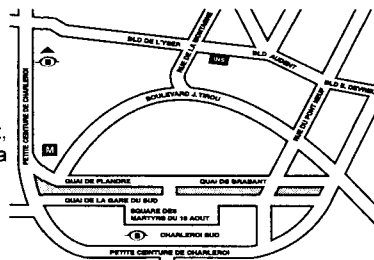 BLD DE L'YSER
RUE DE LA MONTAGNE
INS
BLD AUDENT
BLD S. DEVREU
B
PETITE CEINTURE DE CHARLEROI
BOULEVARD J. TIROU
RUE DU PONT NEUF
M
QUAI DE FLANDRE
QUAI DE BRABANT
QUAI DE LA GARE DU SUD
SQUARE DES
MARTYRS DU 18 AOUT
B
CHARLEROI SUD
PETITE CEINTURE DE CHARLEROI